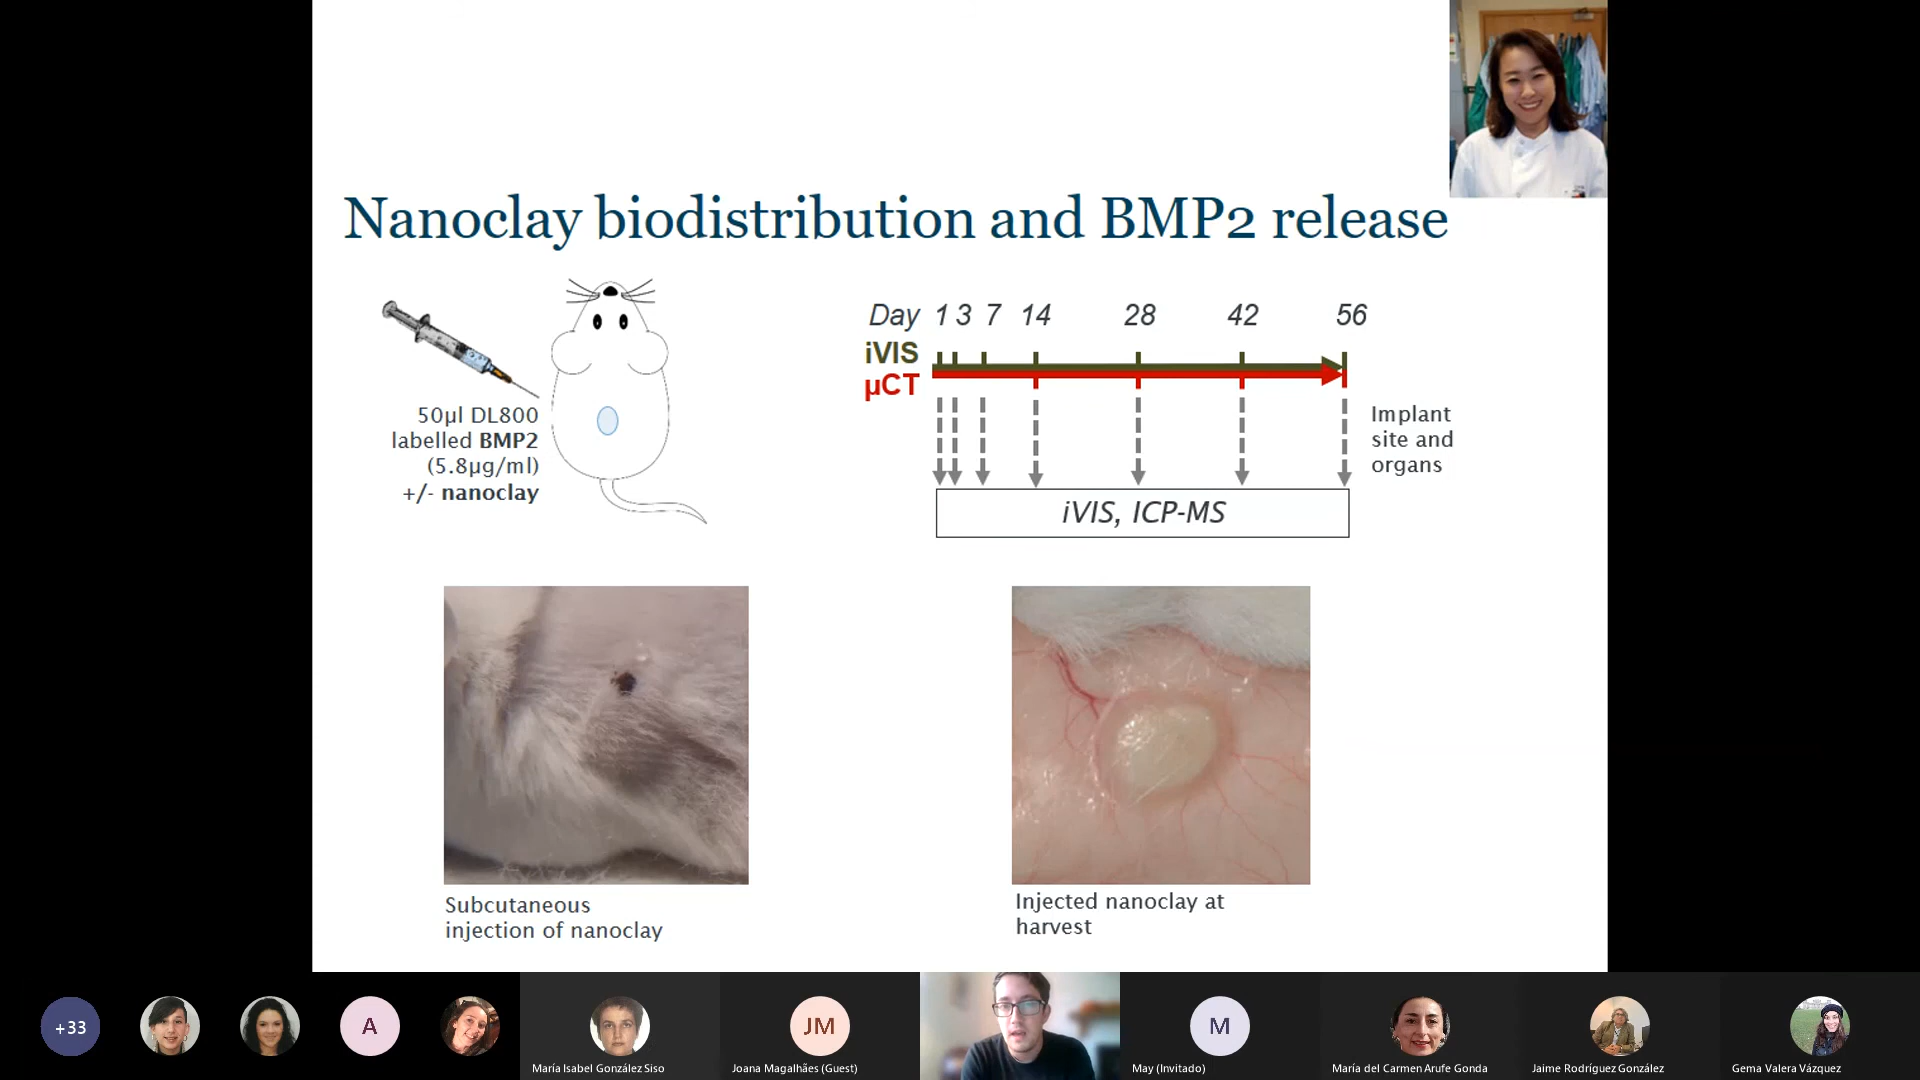 Nanoclay biodistribution and BMP2 release
50µl DL800
labelled BMP2
(5.8µg/ml)
+/- nanoclay
Day 1 3 7 14 28 42 56
iVIS
µCT
Implant
site and
organs
iVIS, ICP-MS
Subcutaneous
injection of nanoclay
Injected nanoclay at
harvest
+33
A
JM
M
María Isabel González Siso
Joana Magalhães (Guest)
May (Invitado)
María del Carmen Arufe Gonda
Jaime Rodríguez González
Gema Valera Vázquez